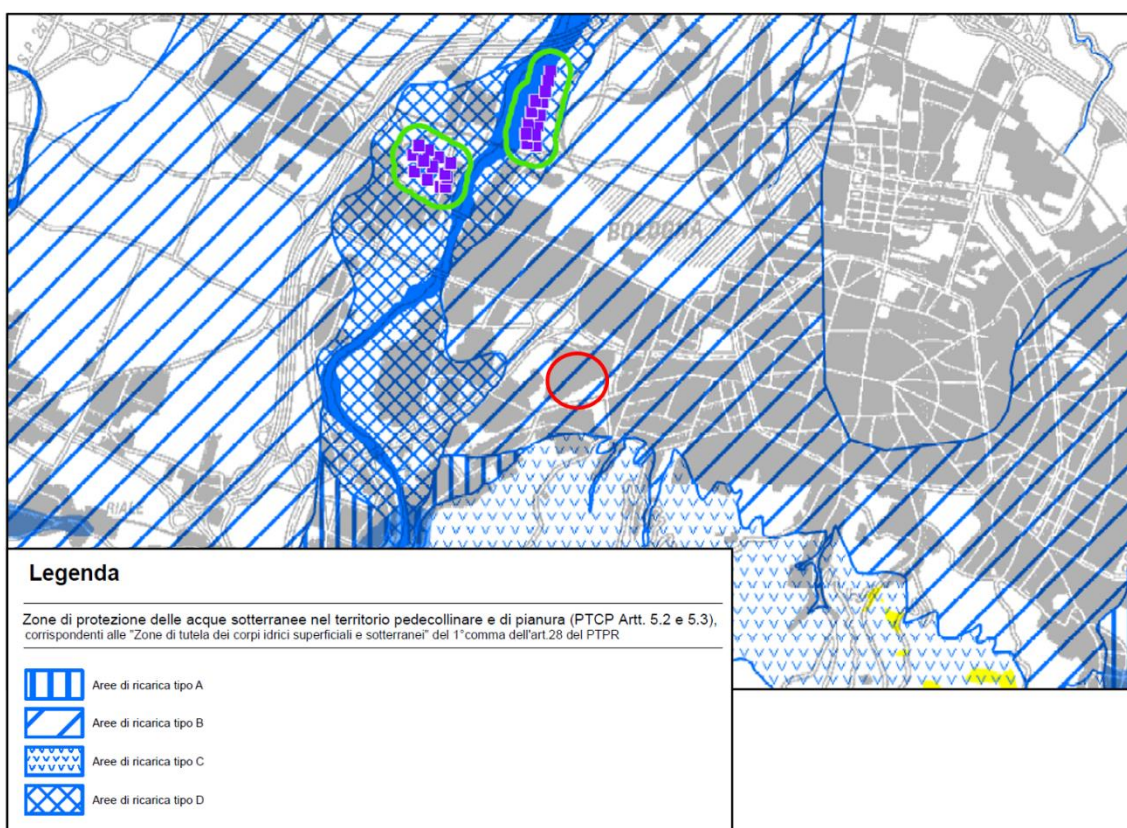 S.P. 26
BOLOGNA
RIALE
Legenda
Zone di protezione delle acque sotterranee nel territorio pedecollinare e di pianura (PTCP Artt. 5.2 e 5.3),
corrispondenti alle "Zone di tutela dei corpi idrici superficiali e sotterranei" del 1°comma dell'art.28 del PTPR
Aree di ricarica tipo A
Aree di ricarica tipo B
Aree di ricarica tipo C
Aree di ricarica tipo D